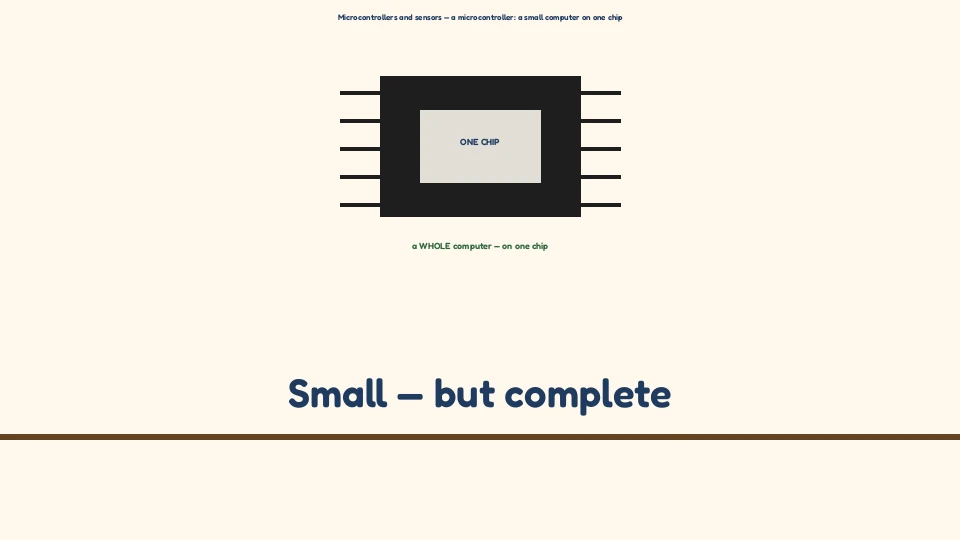 Microcontrollers and sensors — a microcontroller: a small computer on one chip
ONE CHIP
a WHOLE computer — on one chip
Small — but complete